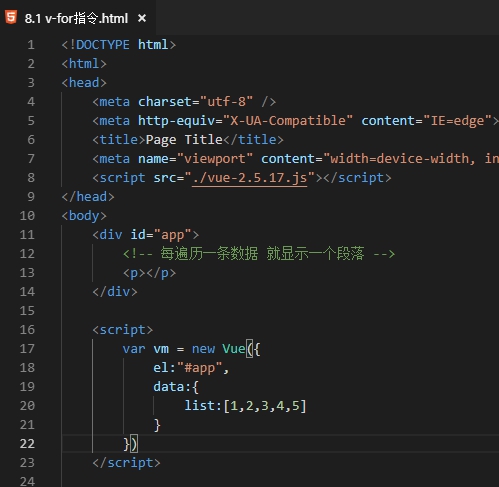 8.1 v-for指令.html ×
1 <!DOCTYPE html>
2 <html>
3 <head>
4 <meta charset="utf-8" />
5 <meta http-equiv="X-UA-Compatible" content="IE=edge">
6 <title>Page Title</title>
7 <meta name="viewport" content="width=device-width, in
8 <script src="./vue-2.5.17.js"></script>
9 </head>
10 <body>
11 <div id="app">
12 <!-- 每遍历一条数据 就显示一个段落 -->
13 <p></p>
14 </div>
15
16 <script>
17 var vm = new Vue({
18 el:"#app",
19 data:{
20 list:[1,2,3,4,5]
21 }
22 })
23 </script>
24